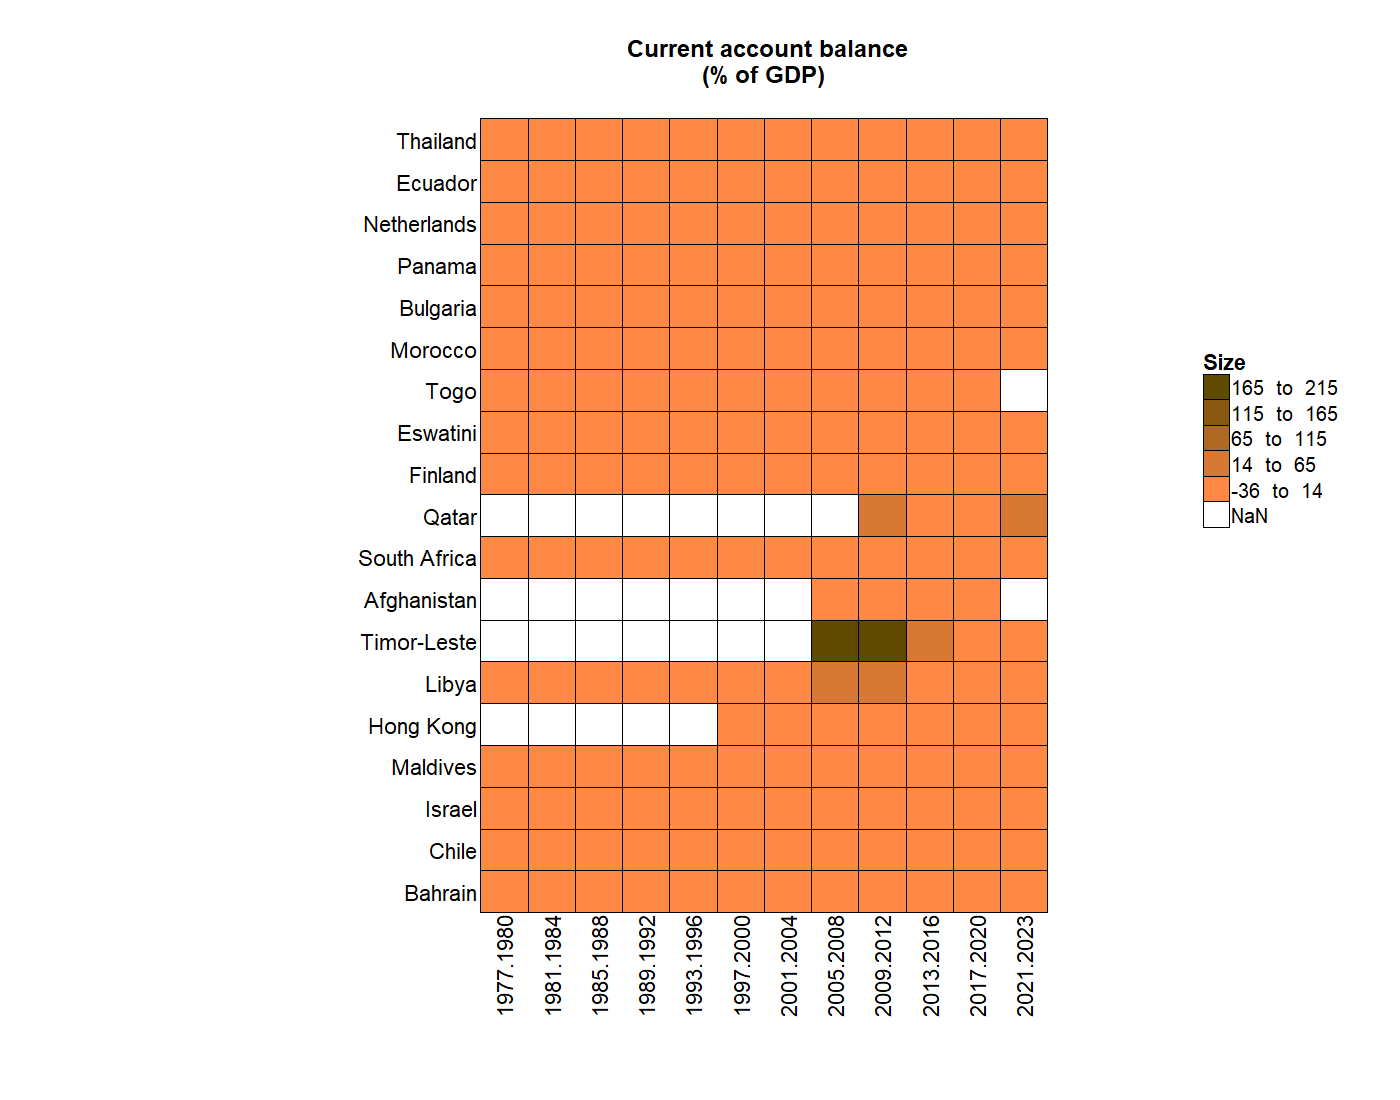 Current account balance
(% of GDP)
Thailand
Ecuador
Netherlands
Panama
Bulgaria
Morocco
Togo
Eswatini
Finland
Qatar
South Africa
Afghanistan
Timor-Leste
Libya
Hong Kong
Maldives
Israel
Chile
Bahrain
1977.1980
1981.1984
1985.1988
1989.1992
1993.1996
1997.2000
2001.2004
2005.2008
2009.2012
2013.2016
2017.2020
2021.2023
Size
165 to 215
115 to 165
65 to 115
14 to 65
-36 to 14
NaN